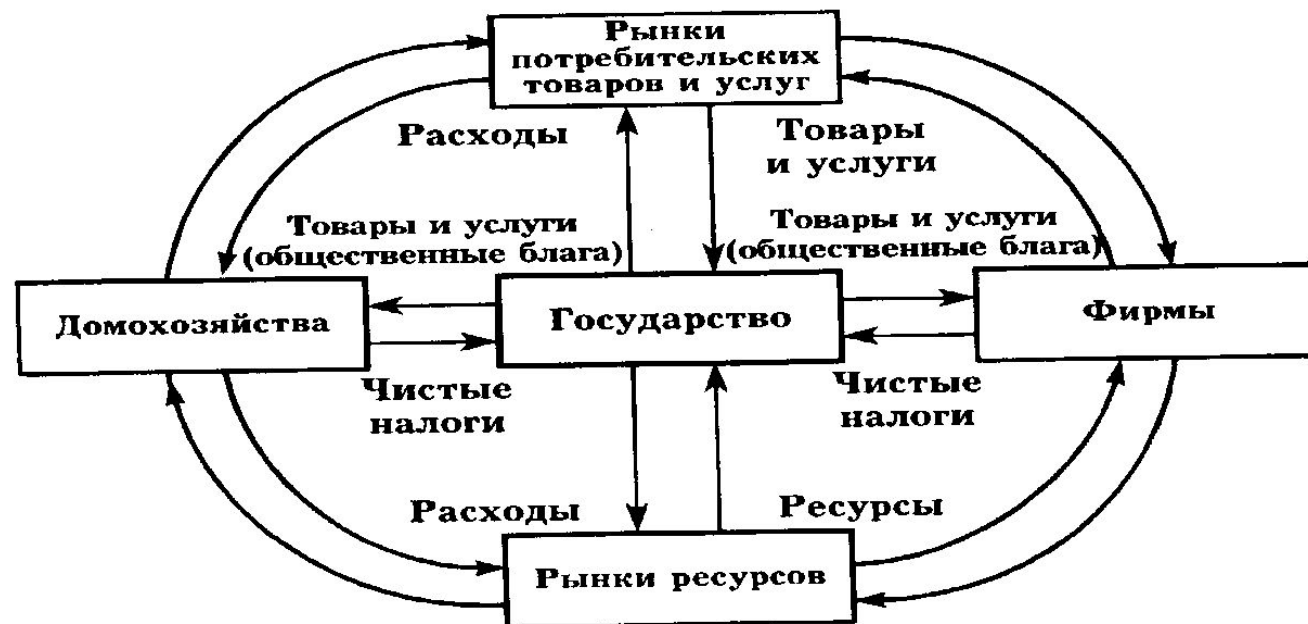 Рынки
потребительских
товаров и услуг
Расходы
Товары
и услуги
Товары и услуги
(общественные блага)
Товары и услуги
(общественные блага)
Домохозяйства
Государство
Фирмы
Чистые
налоги
Чистые
налоги
Расходы
Ресурсы
Рынки ресурсов